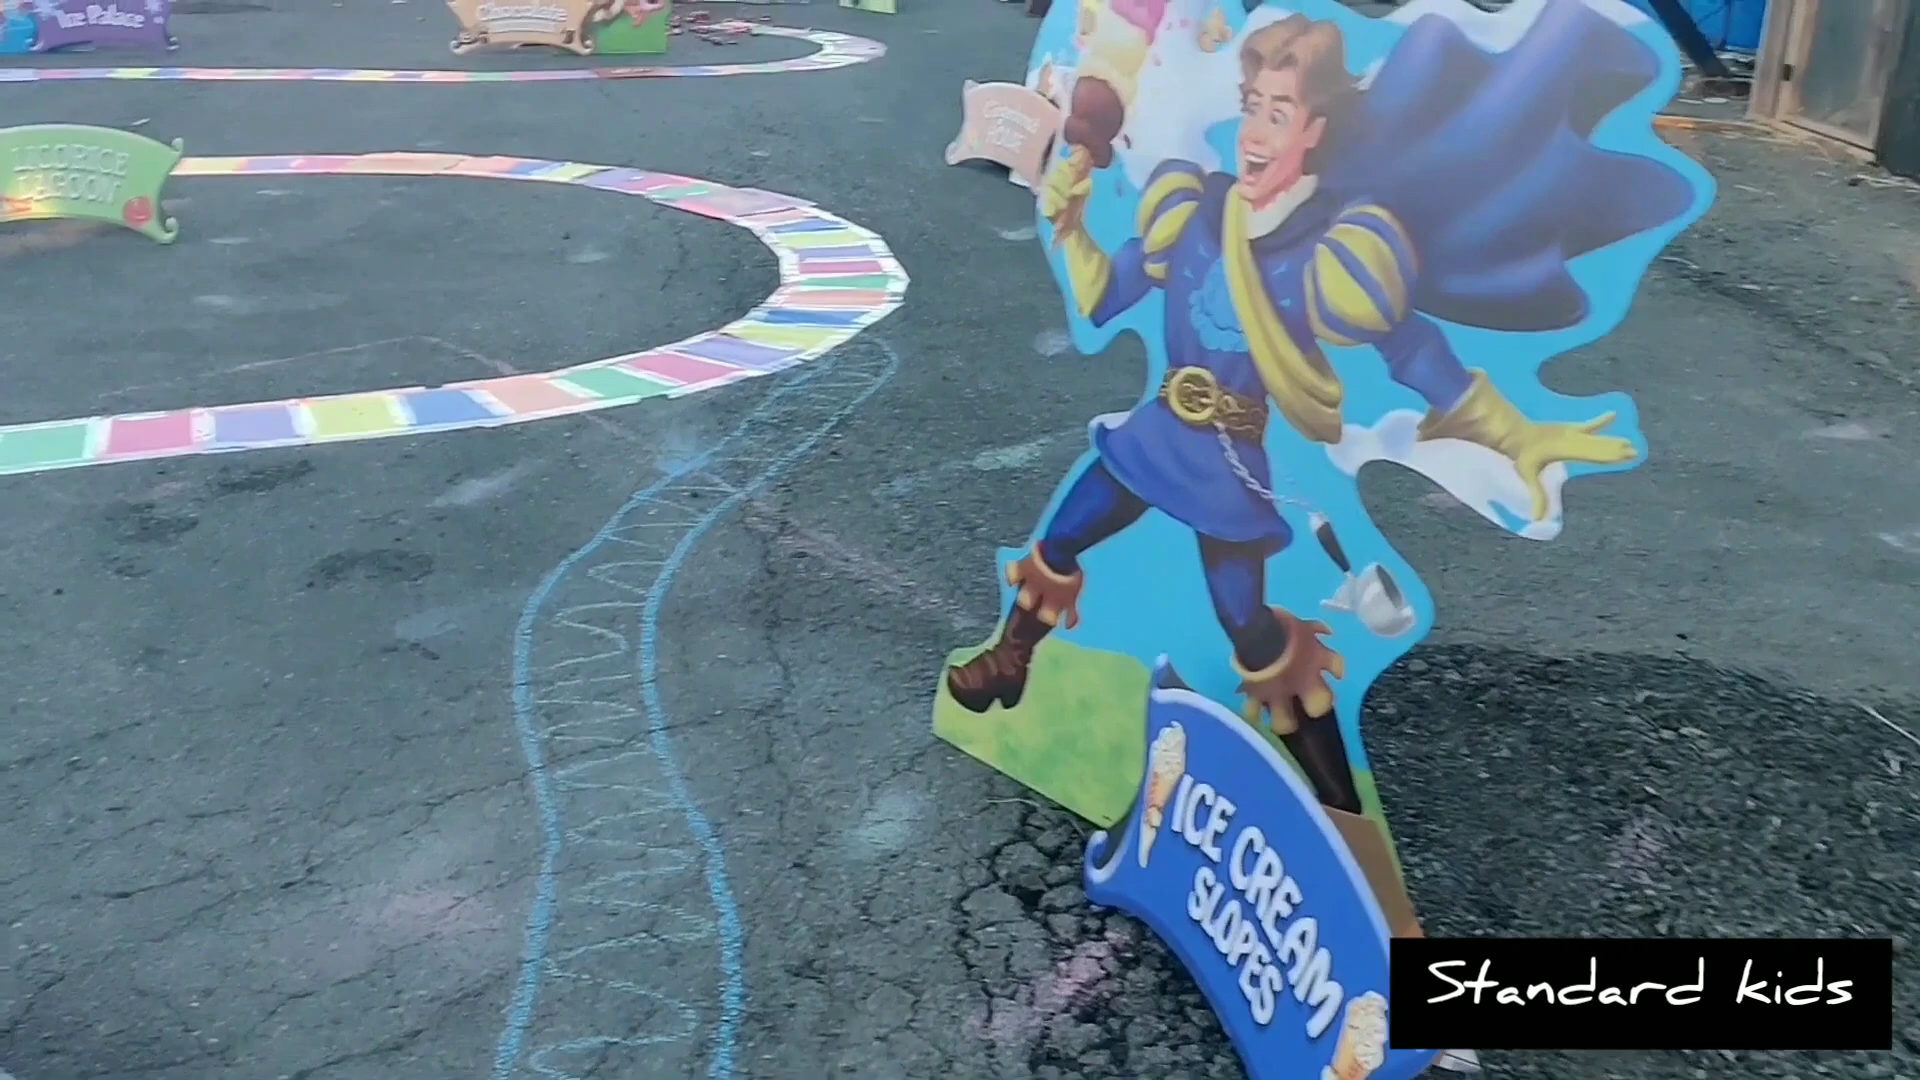 Ice Palace
Chocolate
LICORICE
LAGOON
ICE CREAM
SLOPES
Standard kids